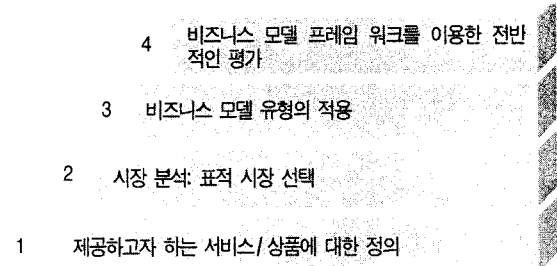 4 비즈니스 모델 프레임 워크를 이용한 전반
적인 평가
3 비즈니스 모델 유형의 적용
2 시장 분석: 표적 시장 선택
1 제공하고자 하는 서비스/상품에 대한 정의